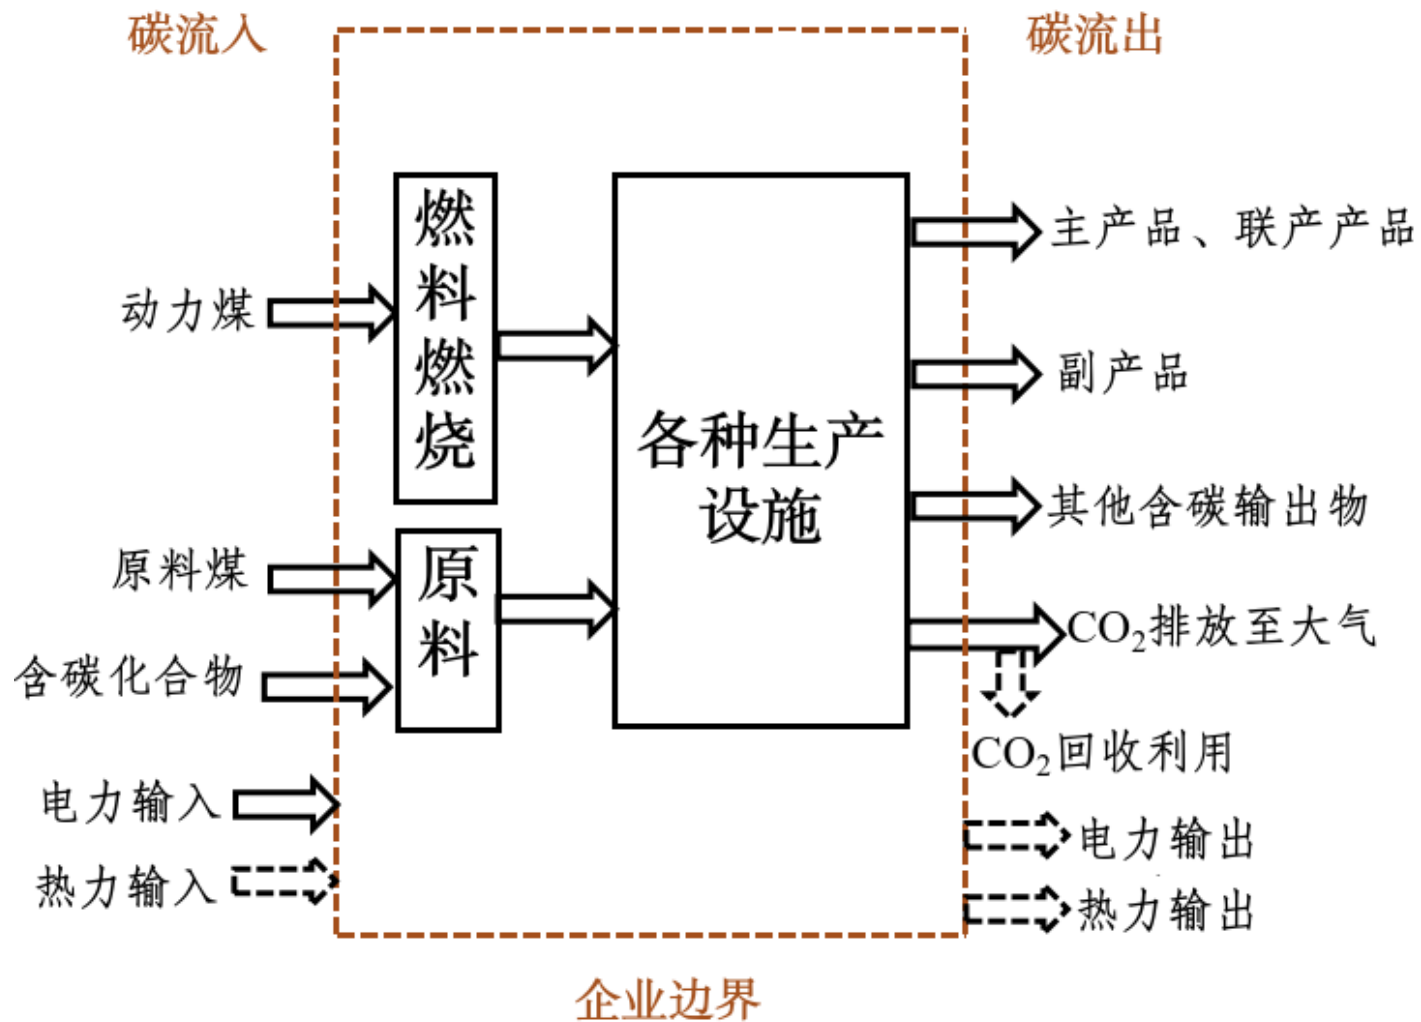 碳流入
碳流出
燃料燃烧
动力煤
主产品、联产产品
副产品
各种生产
设施
其他含碳输出物
原料煤
原料
含碳化合物
CO₂排放至大气
CO₂回收利用
电力输入
热力输入
电力输出
热力输出
企业边界